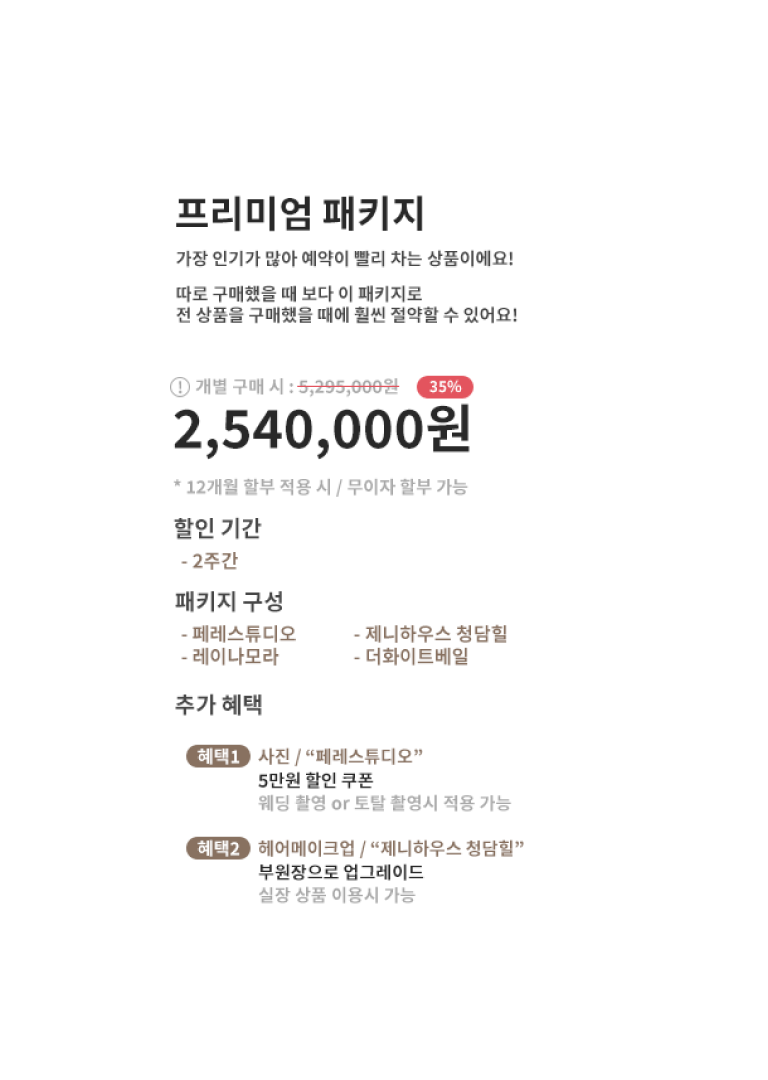 프리미엄 패키지
가장 인기가 많아 예약이 빨리 차는 상품이에요!
따로 구매했을 때 보다 이 패키지로
전 상품을 구매했을 때에 훨씬 절약할 수 있어요!
! 개별 구매 시 : 5,295,000원 35%
2,540,000원
* 12개월 할부 적용 시 / 무이자 할부 가능
할인 기간
- 2주간
패키지 구성
- 페레스튜디오 - 제니하우스 청담힐
- 레이나모라 - 더화이트베일
추가 혜택
혜택1 사진 / “페레스튜디오”
5만원 할인 쿠폰
웨딩 촬영 or 토탈 촬영시 적용 가능
혜택2 헤어메이크업 / “제니하우스 청담힐”
부원장으로 업그레이드
실장 상품 이용시 가능